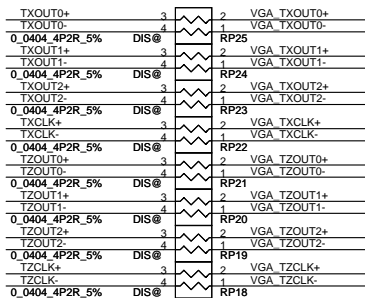 TXOUT0+ 3 2 VGA_TXOUT0+
TXOUT0- 4 1 VGA_TXOUT0-
0_0404_4P2R_5% DIS@ RP25
TXOUT1+ 3 2 VGA_TXOUT1+
TXOUT1- 4 1 VGA_TXOUT1-
0_0404_4P2R_5% DIS@ RP24
TXOUT2+ 3 2 VGA_TXOUT2+
TXOUT2- 4 1 VGA_TXOUT2-
0_0404_4P2R_5% DIS@ RP23
TXCLK+ 3 2 VGA_TXCLK+
TXCLK- 4 1 VGA_TXCLK-
0_0404_4P2R_5% DIS@ RP22
TZOUT0+ 3 2 VGA_TZOUT0+
TZOUT0- 4 1 VGA_TZOUT0-
0_0404_4P2R_5% DIS@ RP21
TZOUT1+ 3 2 VGA_TZOUT1+
TZOUT1- 4 1 VGA_TZOUT1-
0_0404_4P2R_5% DIS@ RP20
TZOUT2+ 3 2 VGA_TZOUT2+
TZOUT2- 4 1 VGA_TZOUT2-
0_0404_4P2R_5% DIS@ RP19
TZCLK+ 3 2 VGA_TZCLK+
TZCLK- 4 1 VGA_TZCLK-
0_0404_4P2R_5% DIS@ RP18